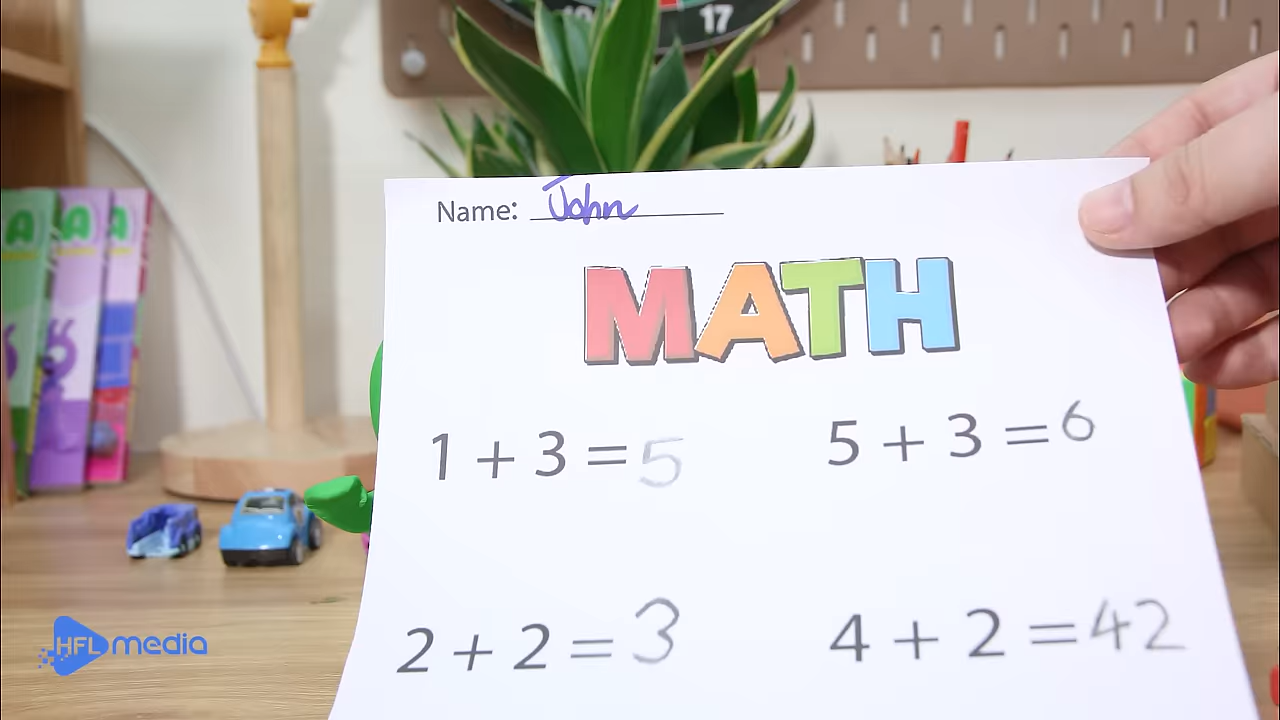 17
A A A
Name: John
MATH
1 + 3 = 5 5 + 3 = 6
2 + 2 = 3 4 + 2 = 42
HFL media